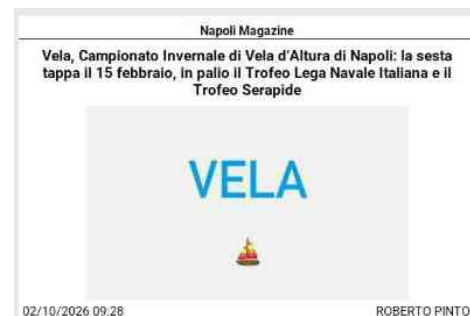 Napoli Magazine
Vela, Campionato Invernale di Vela d'Altura di Napoli: la sesta
tappa il 15 febbraio, in palio il Trofeo Lega Navale Italiana e il
Trofeo Serapide
VELA
02/10/2026 09:28
ROBERTO PINTO